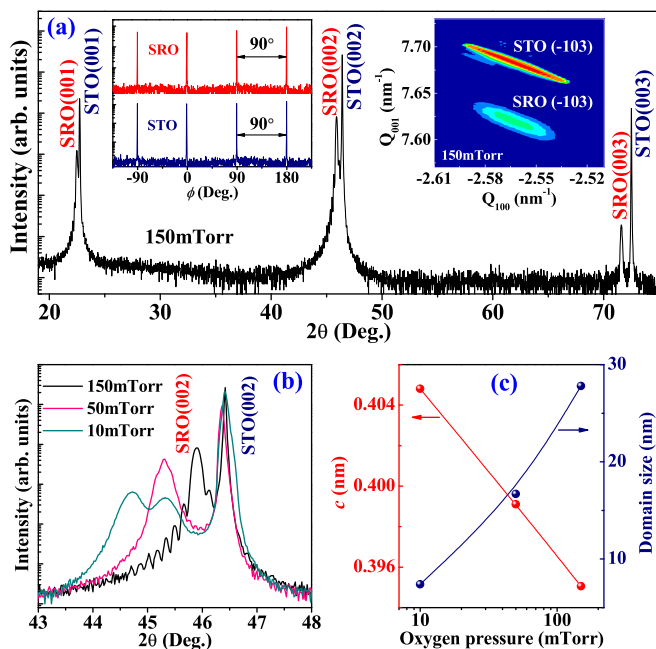 (a)
Intensity (arb. units)
SRO(001)
STO(001)
SRO
90°
STO
90°
-90 0 90 180
ϕ (Deg.)
150mTorr
SRO(002)
STO(002)
7.70
7.66
7.62
Q001 (nm-1)
STO (-103)
SRO (-103)
150mTorr
-2.61 -2.58 -2.55 -2.52
Q100 (nm-1)
SRO(003)
STO(003)
20 30 40 50 60 70
2θ (Deg.)
(b)
150mTorr
50mTorr
10mTorr
SRO(002)
STO(002)
Intensity (arb. units)
43 44 45 46 47 48
2θ (Deg.)
(c)
0.404
0.400
0.396
c (nm)
30
20
10
Domain size (nm)
10 100
Oxygen pressure (mTorr)